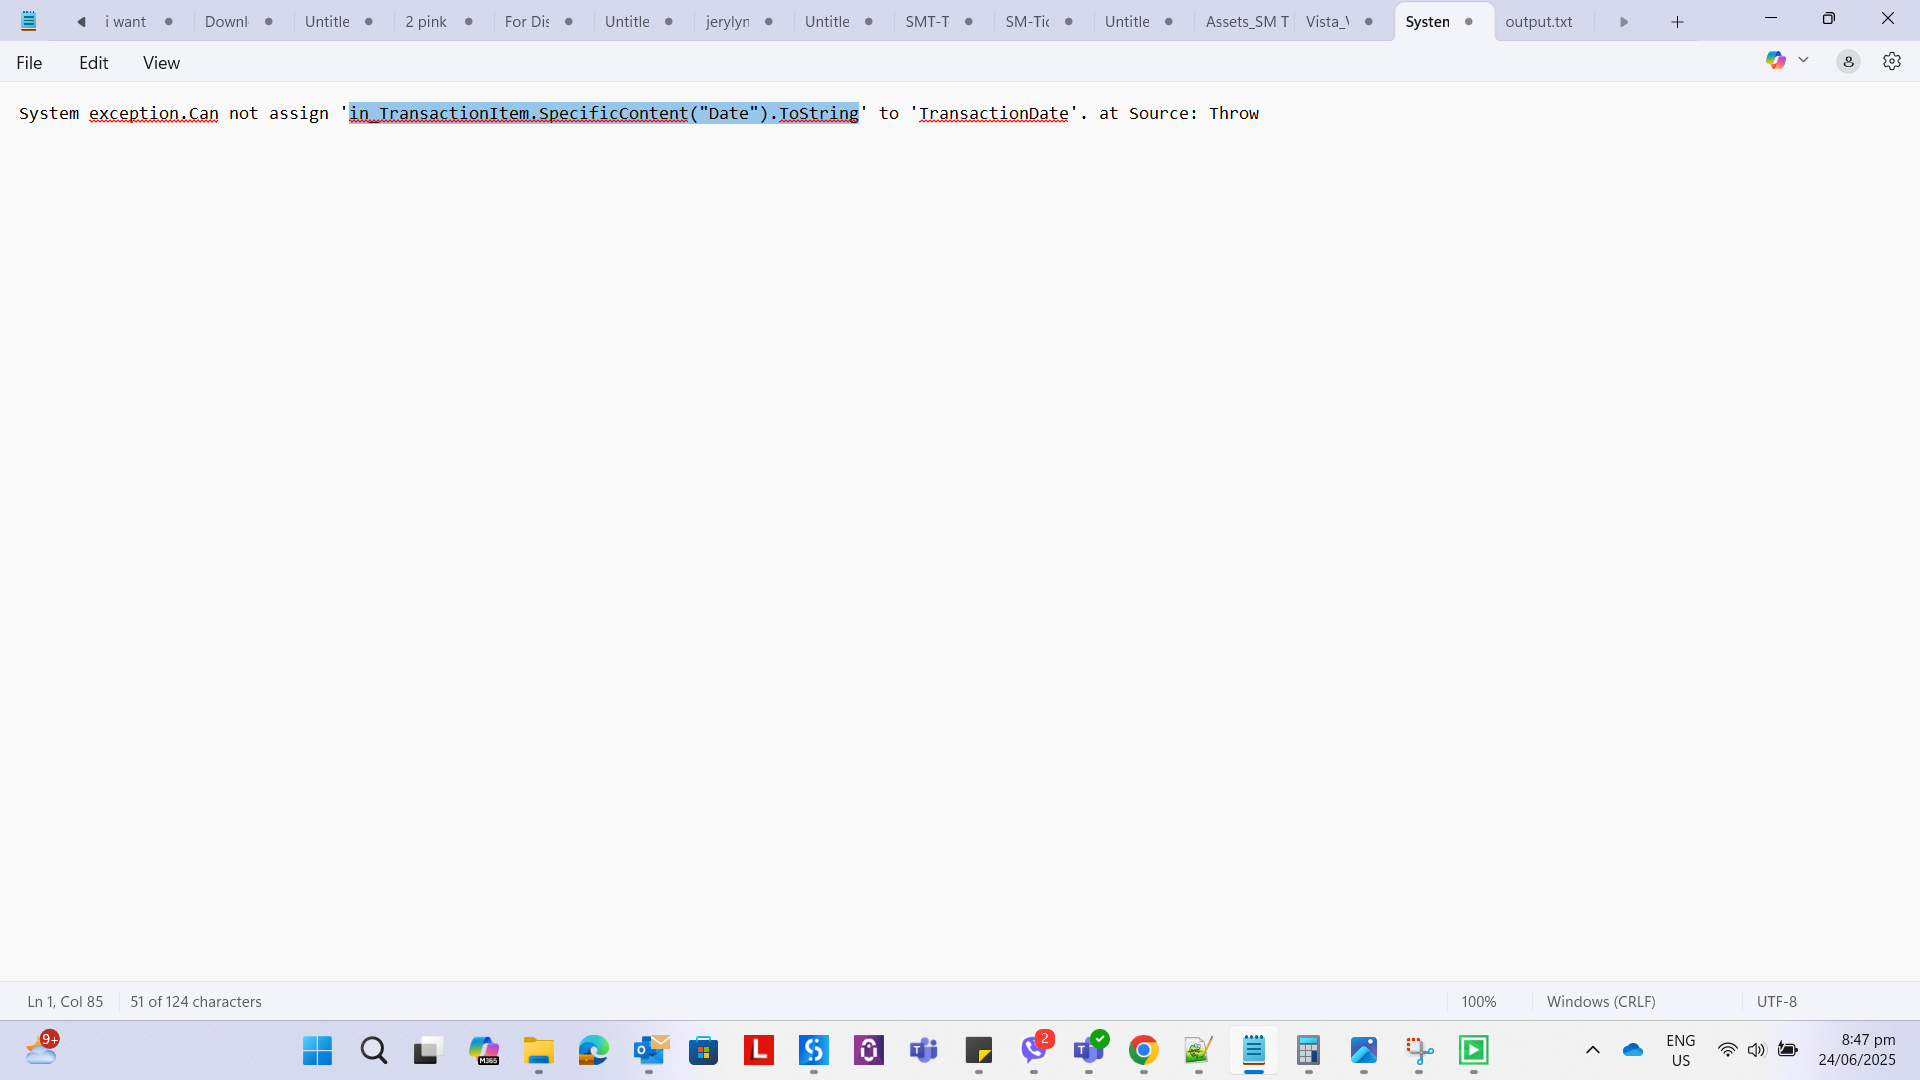 i want
Downl
Untitle
2 pink
For Dis
Untitle
jerylyn
Untitle
SMT-T
SM-Tic
Untitle
Assets_SM T
Vista_
System
output.txt
File Edit View
System exception.Can not assign 'in_TransactionItem.SpecificContent("Date").ToString' to 'TransactionDate'. at Source: Throw
Ln 1, Col 85
51 of 124 characters
100%
Windows (CRLF)
UTF-8
9+
M365
2
ENG
US
8:47 pm
24/06/2025